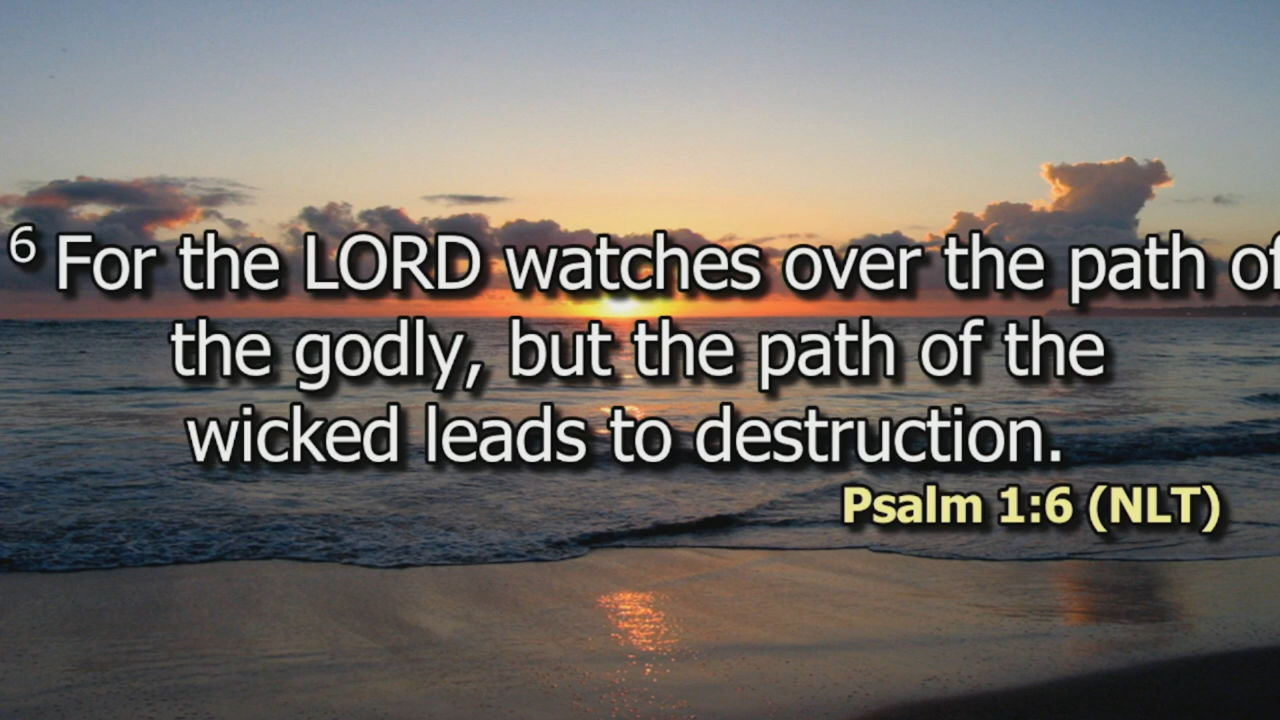 6 For the LORD watches over the path of
the godly, but the path of the
wicked leads to destruction.
Psalm 1:6 (NLT)